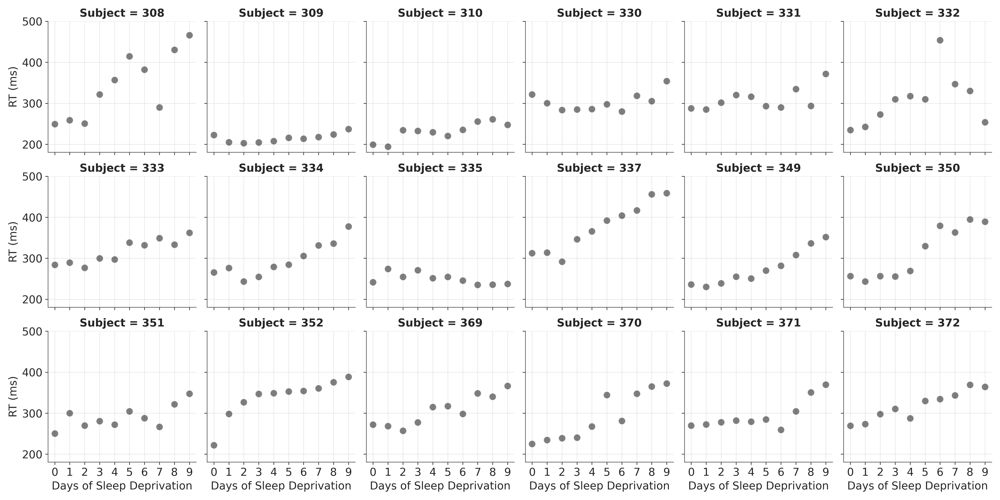 Subject = 308 Subject = 309 Subject = 310 Subject = 330 Subject = 331 Subject = 332
500
400
300
200
RT (ms)
Subject = 333 Subject = 334 Subject = 335 Subject = 337 Subject = 349 Subject = 350
500
400
300
200
RT (ms)
Subject = 351 Subject = 352 Subject = 369 Subject = 370 Subject = 371 Subject = 372
500
400
300
200
RT (ms)
0 1 2 3 4 5 6 7 8 9 0 1 2 3 4 5 6 7 8 9 0 1 2 3 4 5 6 7 8 9 0 1 2 3 4 5 6 7 8 9 0 1 2 3 4 5 6 7 8 9 0 1 2 3 4 5 6 7 8 9
Days of Sleep Deprivation Days of Sleep Deprivation Days of Sleep Deprivation Days of Sleep Deprivation Days of Sleep Deprivation Days of Sleep Deprivation